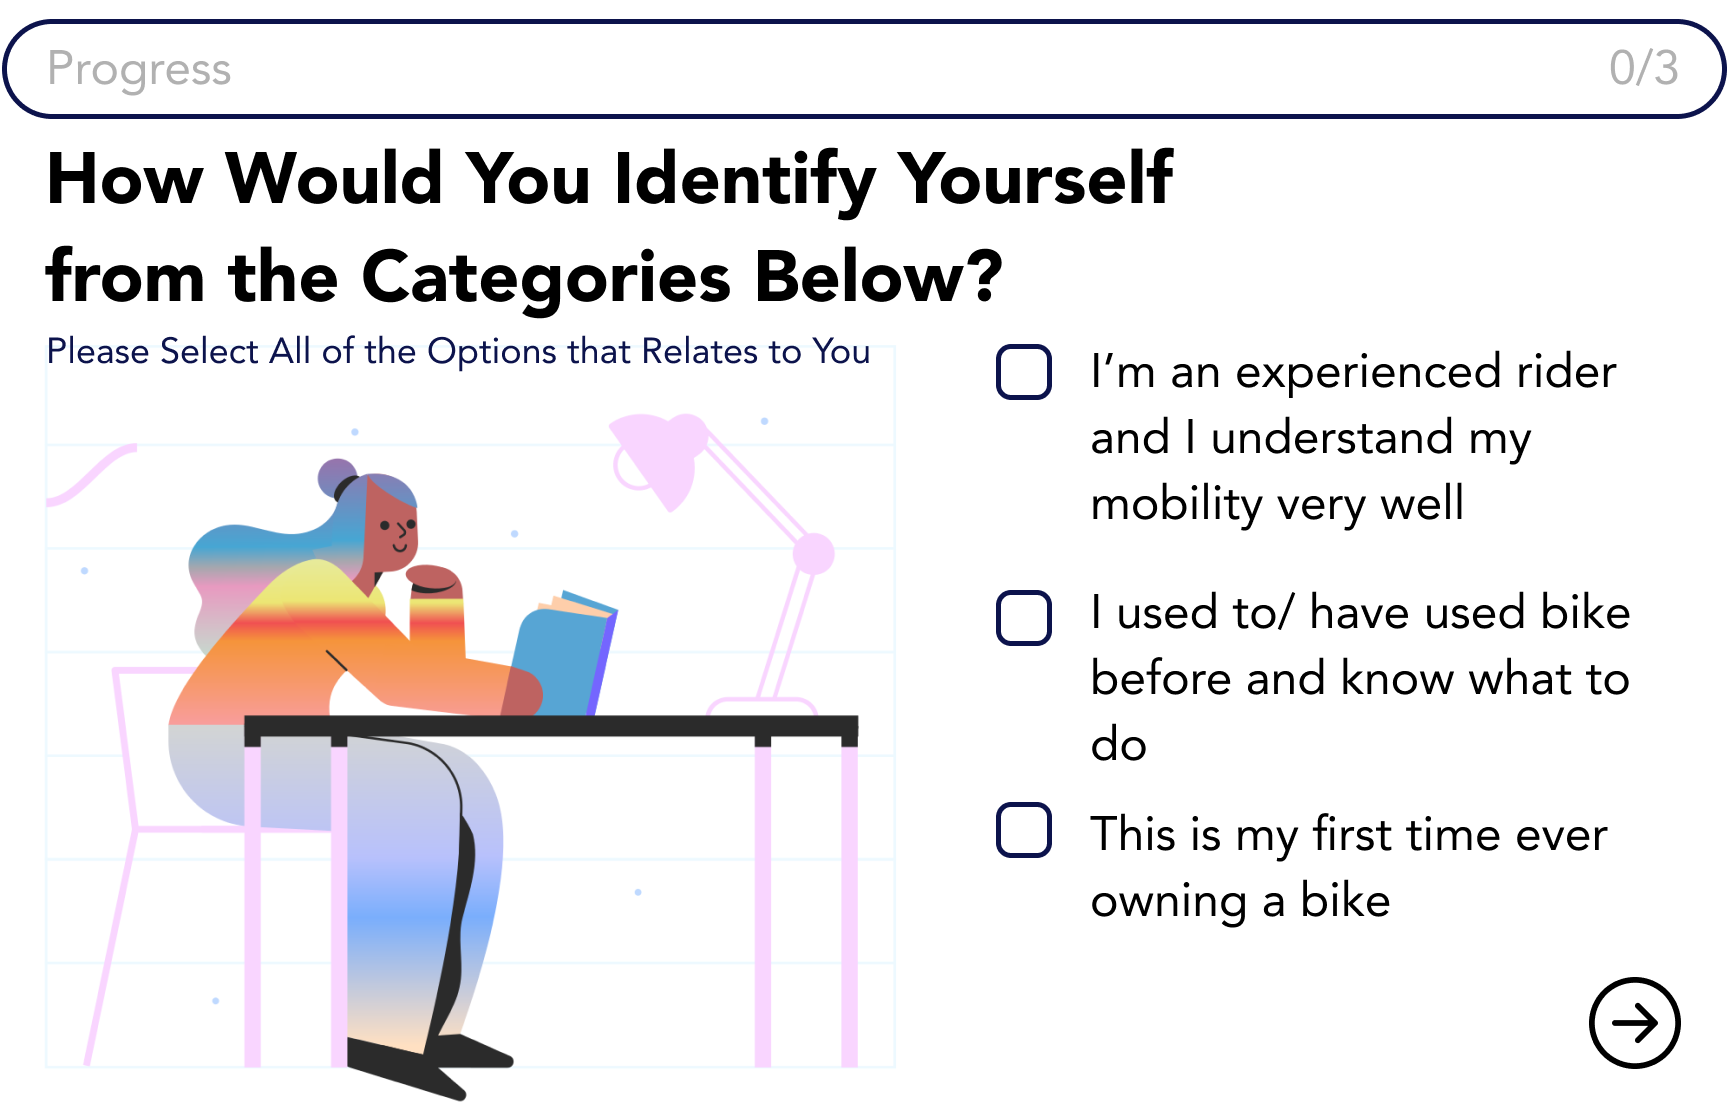 Progress 0/3
How Would You Identify Yourself
from the Categories Below?
Please Select All of the Options that Relates to You
I’m an experienced rider
and I understand my
mobility very well
I used to/ have used bike
before and know what to
do
This is my first time ever
owning a bike